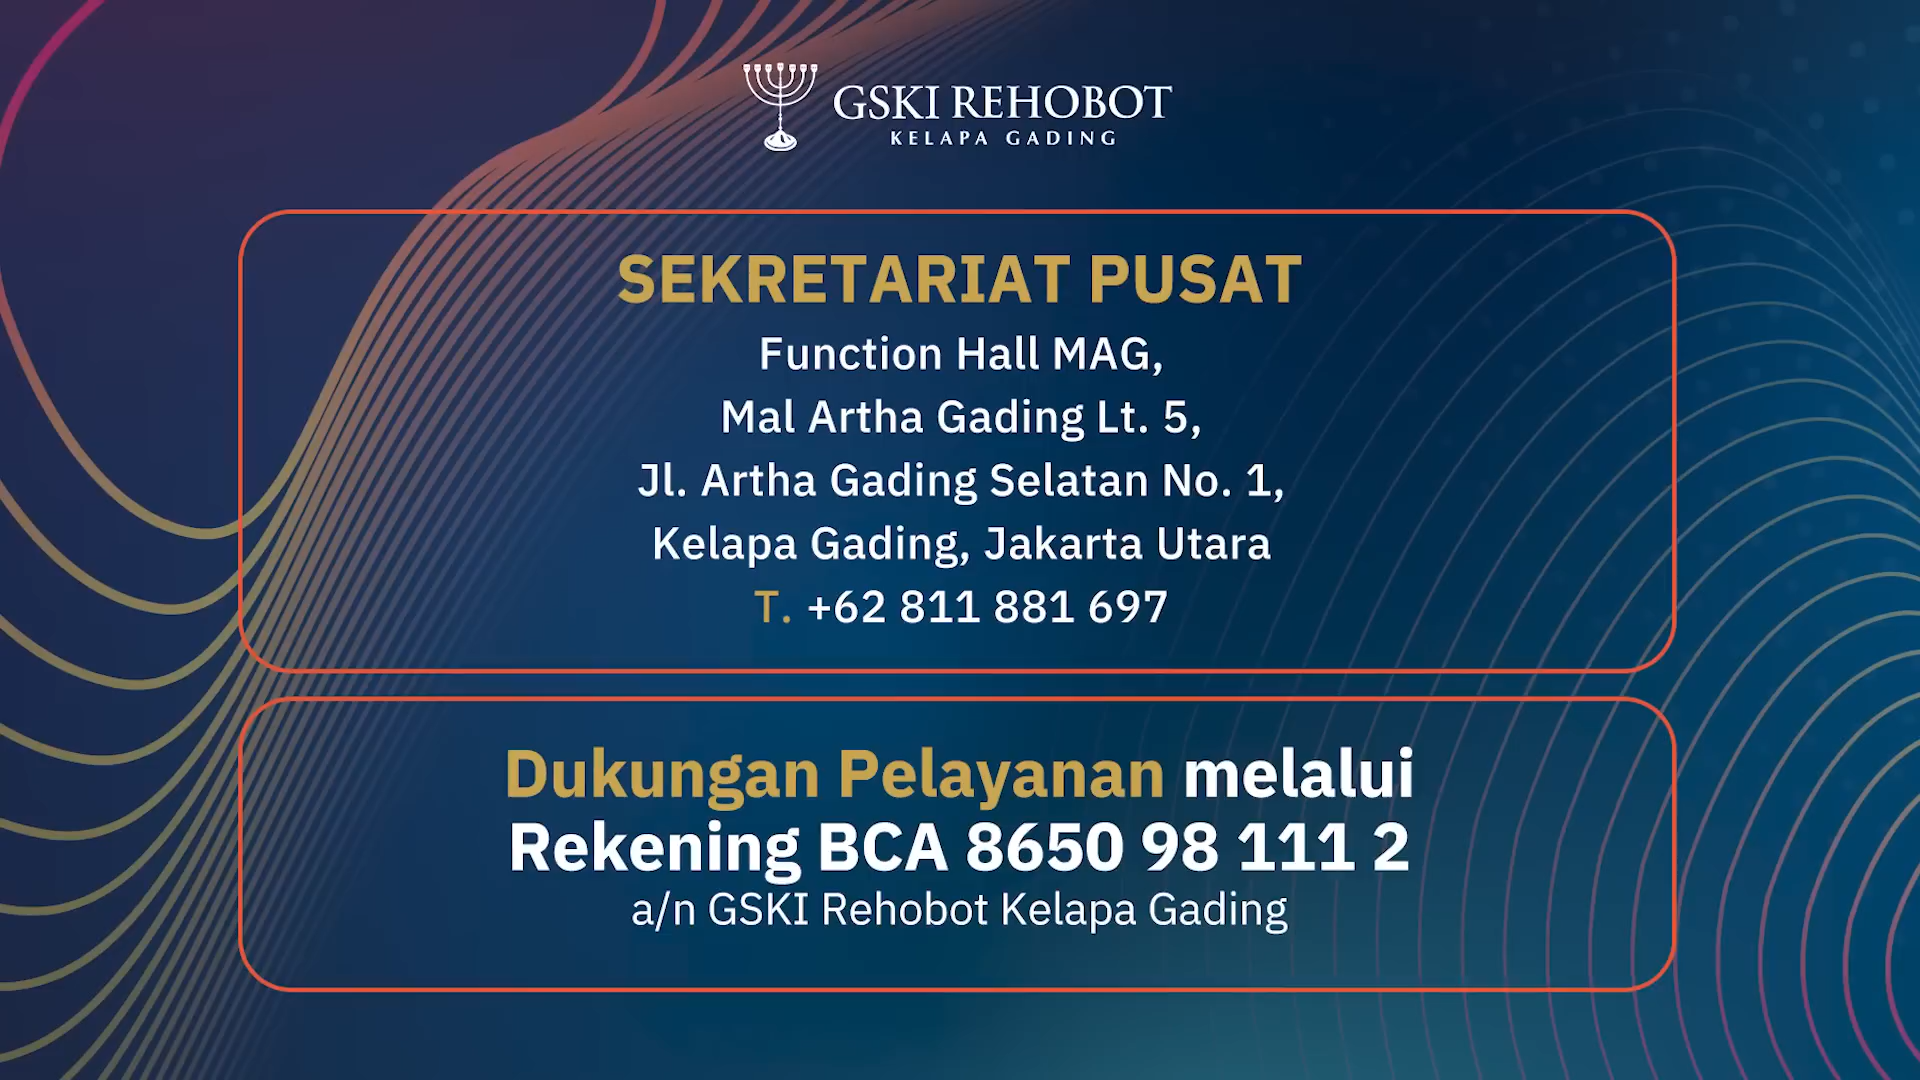 GSKI REHOBOT
KELAPA GADING
SEKRETARIAT PUSAT
Function Hall MAG,
Mal Artha Gading Lt. 5,
Jl. Artha Gading Selatan No. 1,
Kelapa Gading, Jakarta Utara
T. +62 811 881 697
Dukungan Pelayanan melalui
Rekening BCA 8650 98 111 2
a/n GSKI Rehobot Kelapa Gading